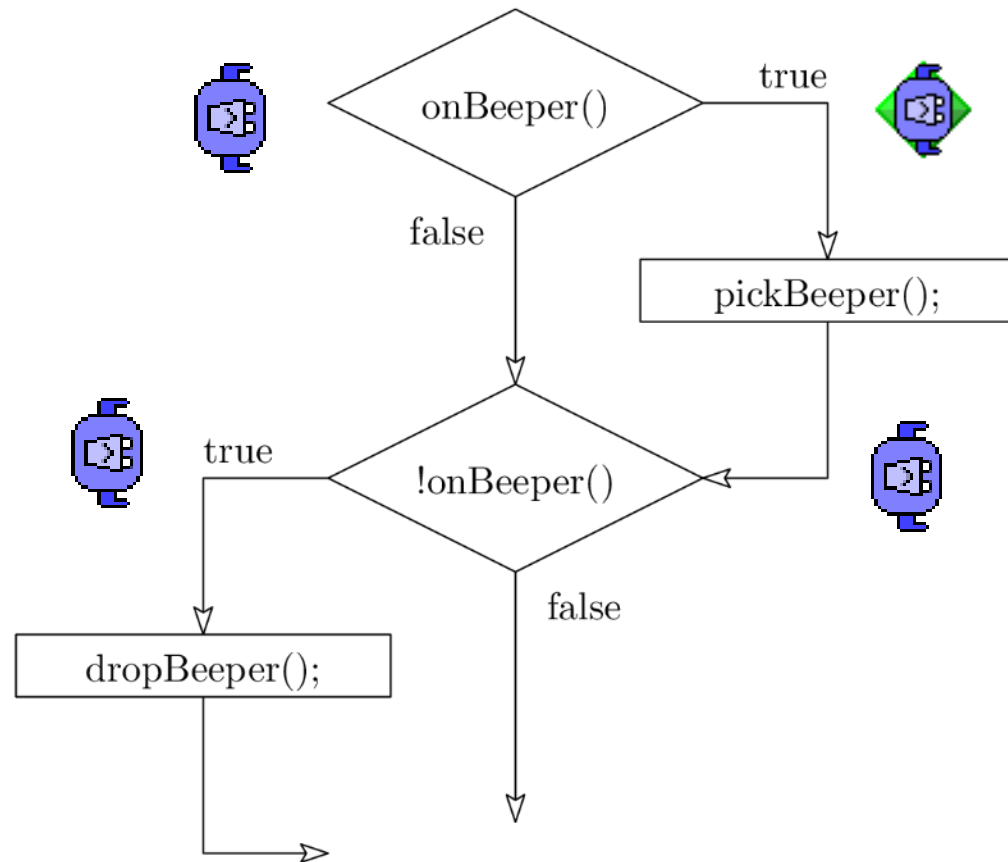 onBeeper()
true
false
pickBeeper();
true
!onBeeper()
false
dropBeeper();